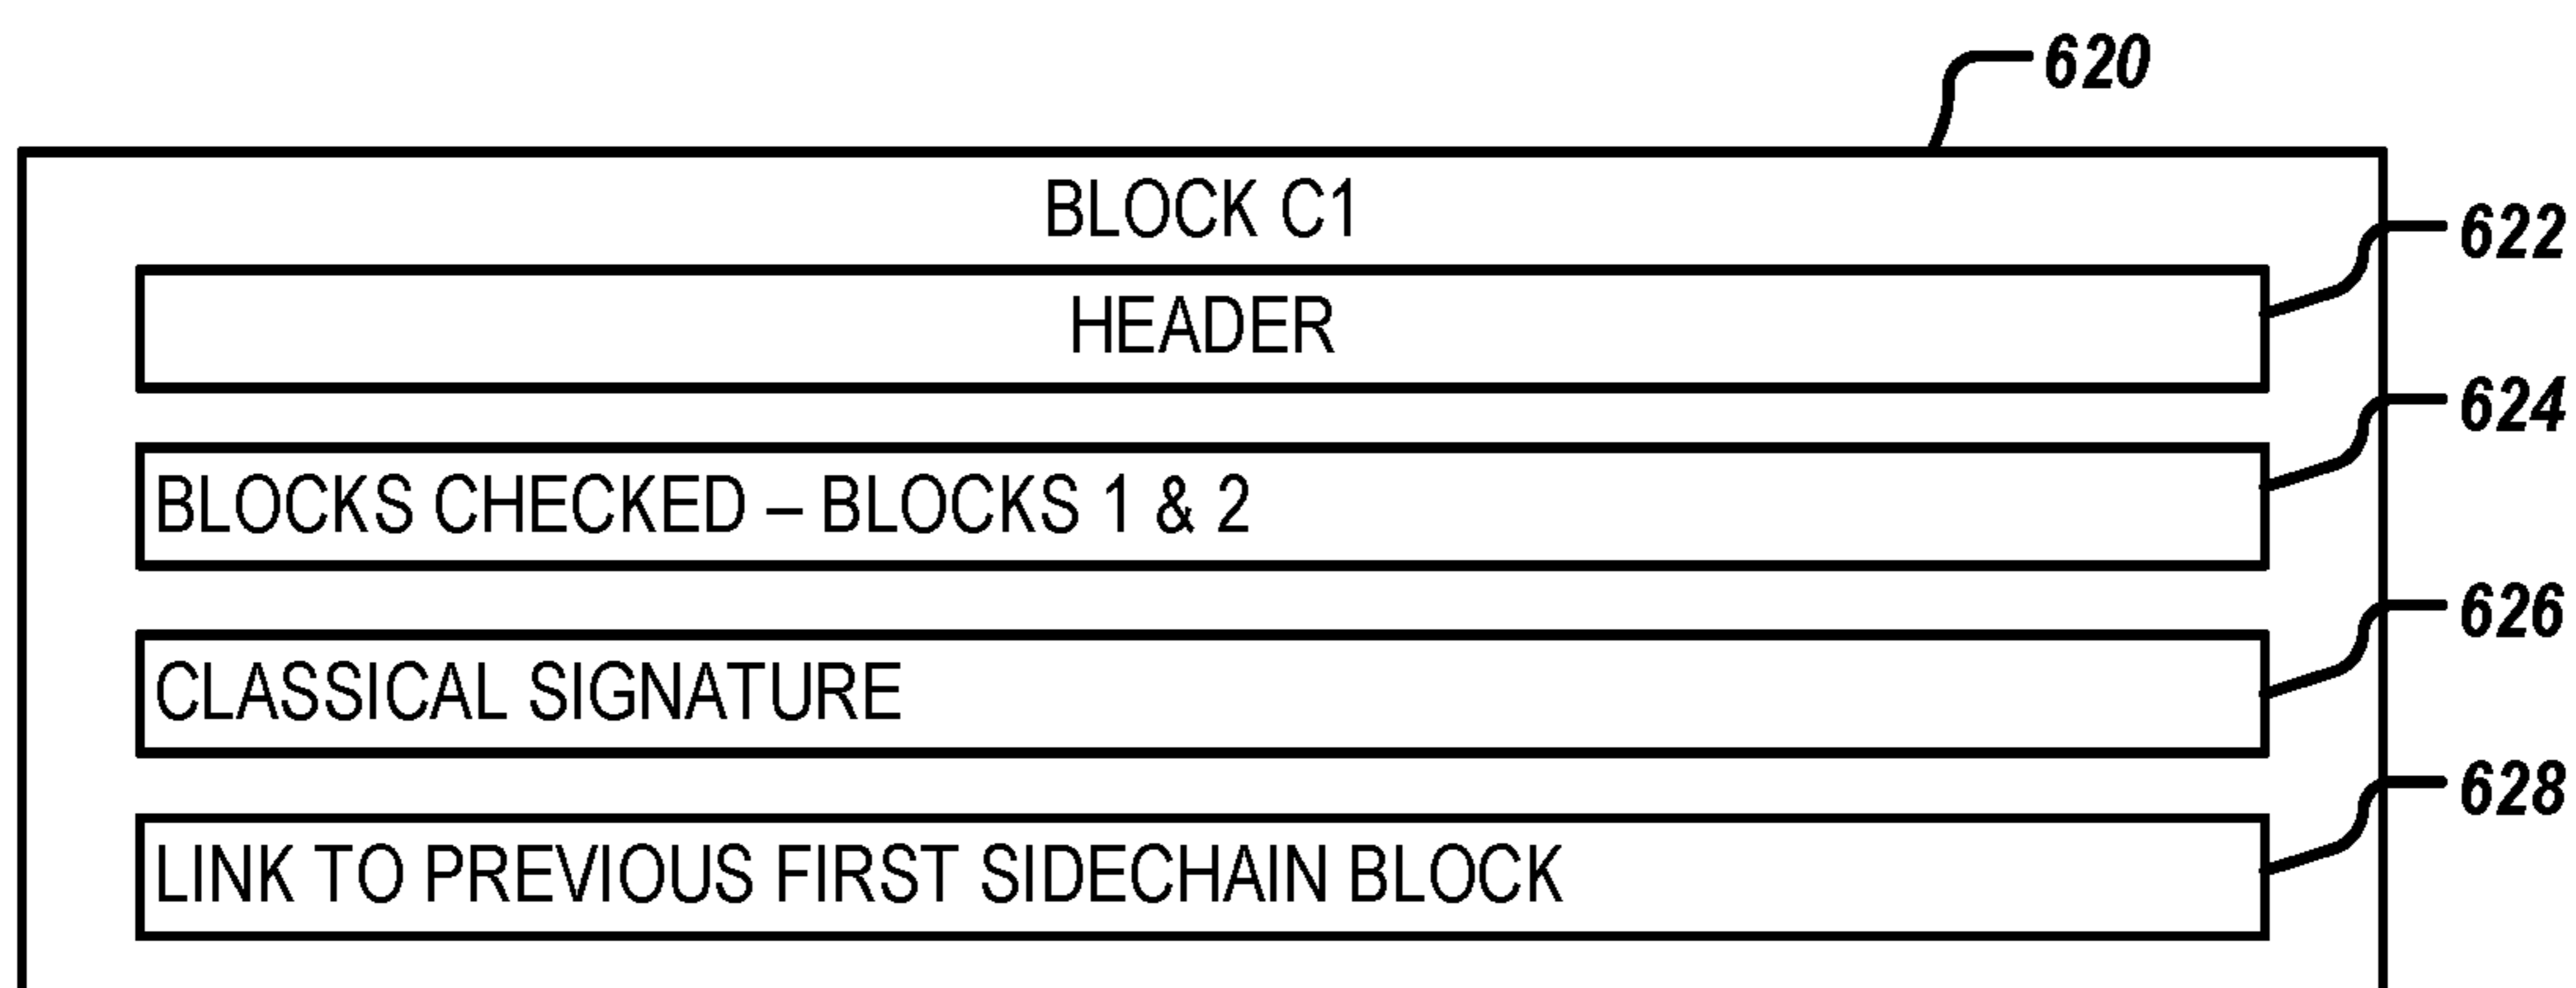 620
BLOCK C1
622
HEADER
624
BLOCKS CHECKED – BLOCKS 1 & 2
626
CLASSICAL SIGNATURE
628
LINK TO PREVIOUS FIRST SIDECHAIN BLOCK